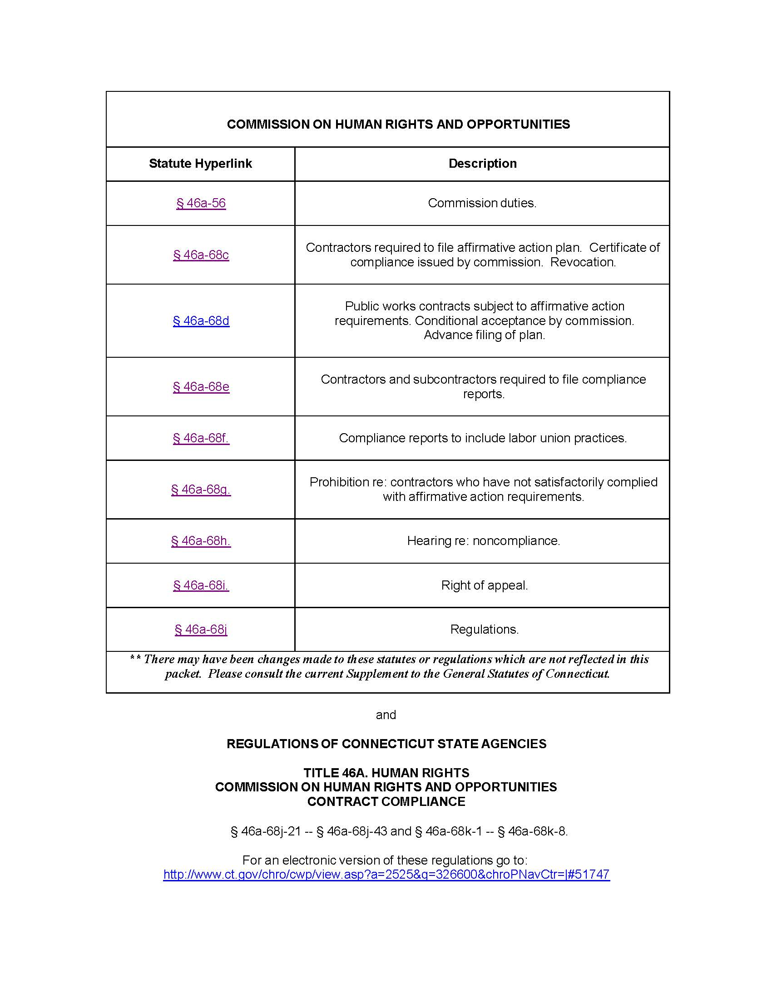 COMMISSION ON HUMAN RIGHTS AND OPPORTUNITIES
Statute Hyperlink
Description
§ 46a-56
Commission duties.
§ 46a-68c
Contractors required to file affirmative action plan.  Certificate of
compliance issued by commission.  Revocation.
§ 46a-68d
Public works contracts subject to affirmative action
requirements. Conditional acceptance by commission.
Advance filing of plan.
§ 46a-68e
Contractors and subcontractors required to file compliance
reports.
§ 46a-68f.
Compliance reports to include labor union practices.
§ 46a-68g.
Prohibition re: contractors who have not satisfactorily complied
with affirmative action requirements.
§ 46a-68h.
Hearing re: noncompliance.
§ 46a-68i.
Right of appeal.
§ 46a-68j
Regulations.
** There may have been changes made to these statutes or regulations which are not reflected in this
packet.  Please consult the current Supplement to the General Statutes of Connecticut.
and
REGULATIONS OF CONNECTICUT STATE AGENCIES
TITLE 46A. HUMAN RIGHTS
COMMISSION ON HUMAN RIGHTS AND OPPORTUNITIES
CONTRACT COMPLIANCE
§ 46a-68j-21 -- § 46a-68j-43 and § 46a-68k-1 -- § 46a-68k-8.
For an electronic version of these regulations go to:
http://www.ct.gov/chro/cwp/view.asp?a=2525&q=326600&chroPNavCtr=|#51747